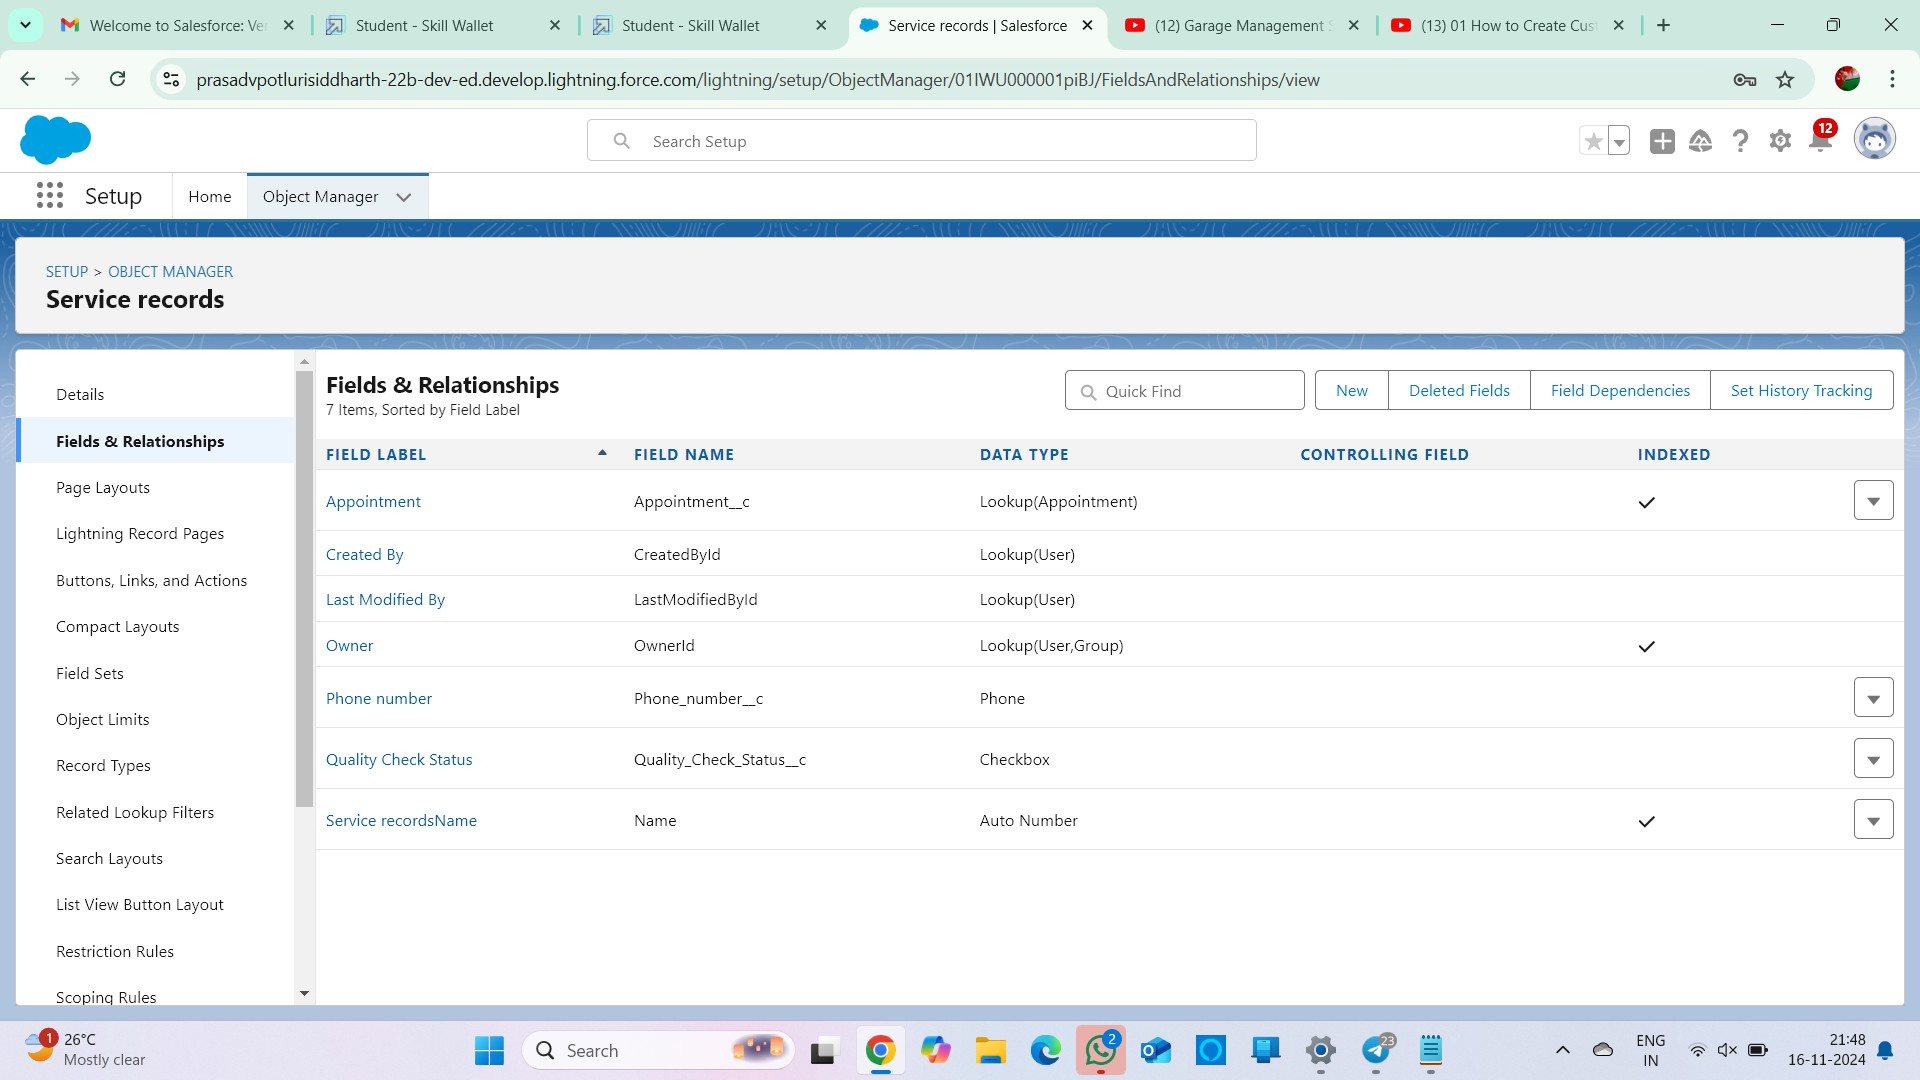 Welcome to Salesforce: Ve
Student - Skill Wallet
Student - Skill Wallet
Service records | Salesforce
(12) Garage Management S
(13) 01 How to Create Cus
prasadvpotlurisiddharth-22b-dev-ed.develop.lightning.force.com/lightning/setup/ObjectManager/01IWU000001piBJ/FieldsAndRelationships/view
Search Setup
12
Setup
Home
Object Manager
SETUP > OBJECT MANAGER
Service records
Details
Fields & Relationships
Page Layouts
Lightning Record Pages
Buttons, Links, and Actions
Compact Layouts
Field Sets
Object Limits
Record Types
Related Lookup Filters
Search Layouts
List View Button Layout
Restriction Rules
Scoping Rules
Fields & Relationships
7 Items, Sorted by Field Label
Quick Find
New
Deleted Fields
Field Dependencies
Set History Tracking
FIELD LABEL FIELD NAME DATA TYPE CONTROLLING FIELD INDEXED
Appointment Appointment__c Lookup(Appointment)
Created By CreatedById Lookup(User)
Last Modified By LastModifiedById Lookup(User)
Owner OwnerId Lookup(User,Group)
Phone number Phone_number__c Phone
Quality Check Status Quality_Check_Status__c Checkbox
Service recordsName Name Auto Number
1
26°C
Mostly clear
Search
2
23
ENG
IN
21:48
16-11-2024